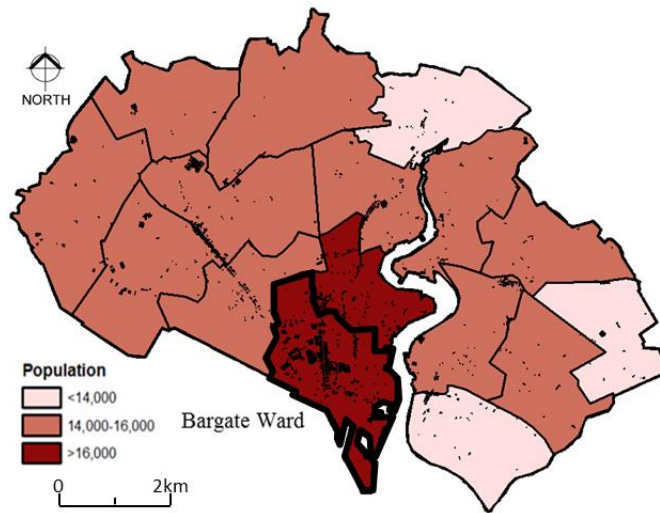 NORTH
Population
<14,000
14,000-16,000
>16,000
Bargate Ward
0 2km